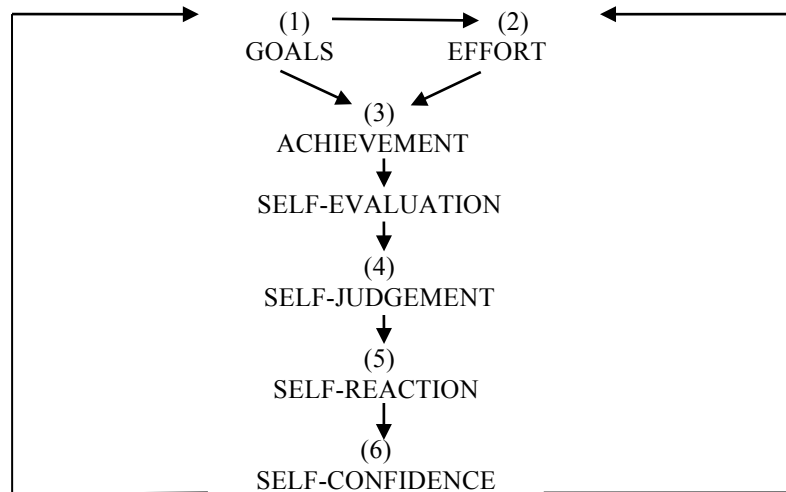 (1) (2)
GOALS EFFORT
(3)
ACHIEVEMENT
SELF-EVALUATION
(4)
SELF-JUDGEMENT
(5)
SELF-REACTION
(6)
SELF-CONFIDENCE